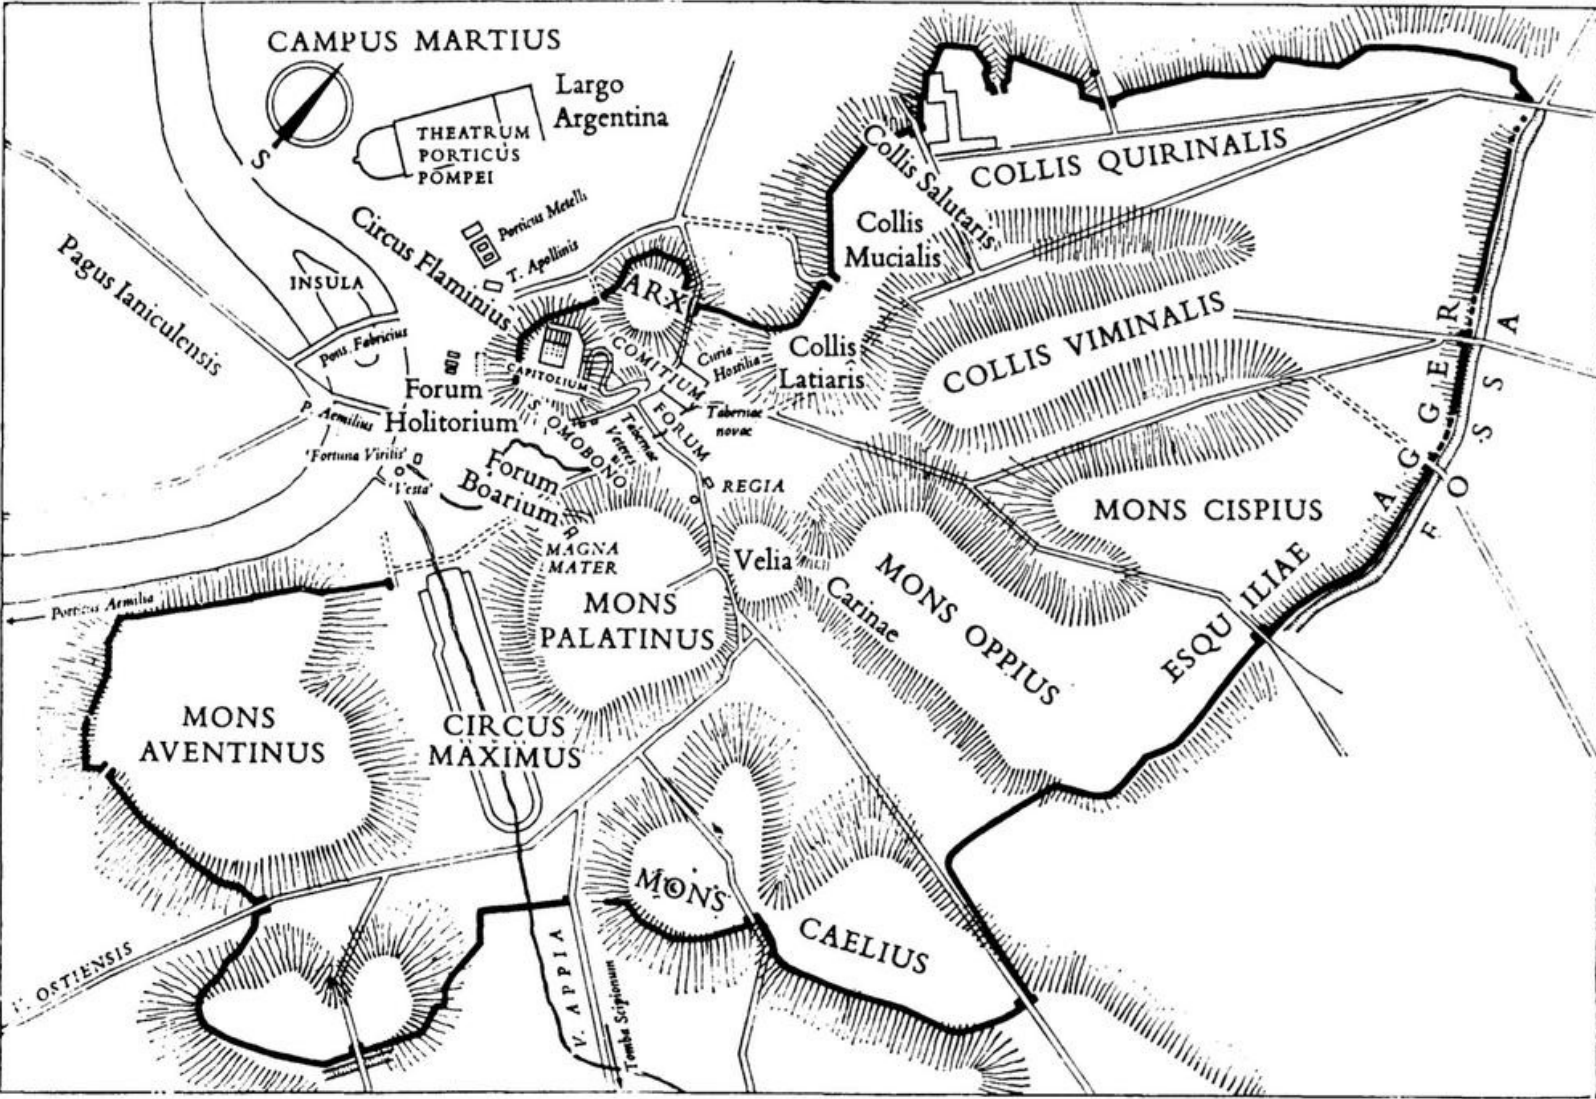 CAMPUS MARTIUS
Largo
Argentina
THEATRUM
PORTICUS
POMPEI
S
Porticus Metelli
T. Apollinis
Circus Flaminius
Pagus Ianiculensis
INSULA
Pons Fabricius
P. Aemilius
'Fortuna Virilis'
'Vesta'
Forum
Holitorium
Forum
Boarium
S. OMOBONO
CAPITOLIUM
ARX
COMITIUM
Curia
Hostilia
FORUM
Tabernae
novae
Tabernae
Veteres
REGIA
Collis Salutaris
COLLIS QUIRINALIS
Collis
Mucialis
Collis
Latiaris
COLLIS VIMINALIS
AGGER
FOSSA
MONS CISPIUS
MONS OPPIUS
ESQUILIAE
Velia
Carinae
MAGNA
MATER
MONS
PALATINUS
Porticus Aemilia
MONS
AVENTINUS
CIRCUS
MAXIMUS
MONS
CAELIUS
V. OSTIENSIS
V. APPIA
Tomba Scipionum